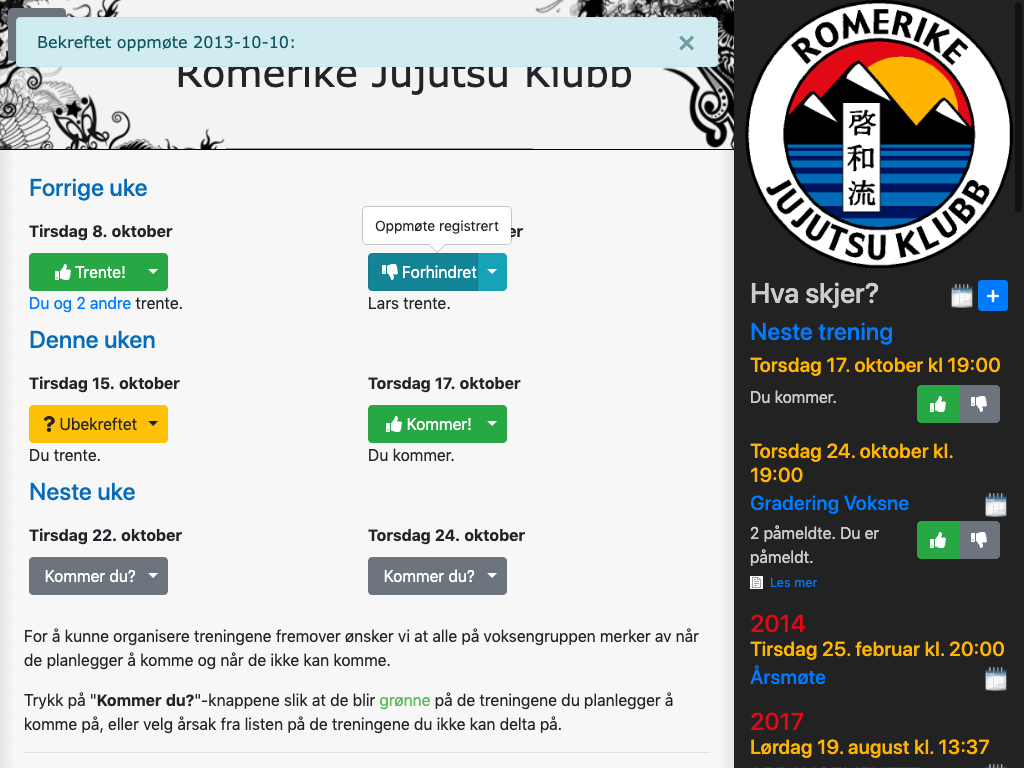 Bekreftet oppmøte 2013-10-10:
×
Romerike Jujutsu Klubb
Forrige uke
Tirsdag 8. oktober
Trente!
Du og 2 andre trente.
Oppmøte registrert
er
Forhindret
Lars trente.
Denne uken
Tirsdag 15. oktober
Torsdag 17. oktober
? Ubekreftet
Kommer!
Du trente.
Du kommer.
Neste uke
Tirsdag 22. oktober
Torsdag 24. oktober
Kommer du?
Kommer du?
For å kunne organisere treningene fremover ønsker vi at alle på voksengruppen merker av når
de planlegger å komme og når de ikke kan komme.
Trykk på "Kommer du?"-knappene slik at de blir grønne på de treningene du planlegger å
komme på, eller velg årsak fra listen på de treningene du ikke kan delta på.
ROMERIKE
啓和流
JUJUTSU KLUBB
Hva skjer?
+
Neste trening
Torsdag 17. oktober kl 19:00
Du kommer.
Torsdag 24. oktober kl.
19:00
Gradering Voksne
2 påmeldte. Du er
påmeldt.
Les mer
2014
Tirsdag 25. februar kl. 20:00
Årsmøte
2017
Lørdag 19. august kl. 13:37